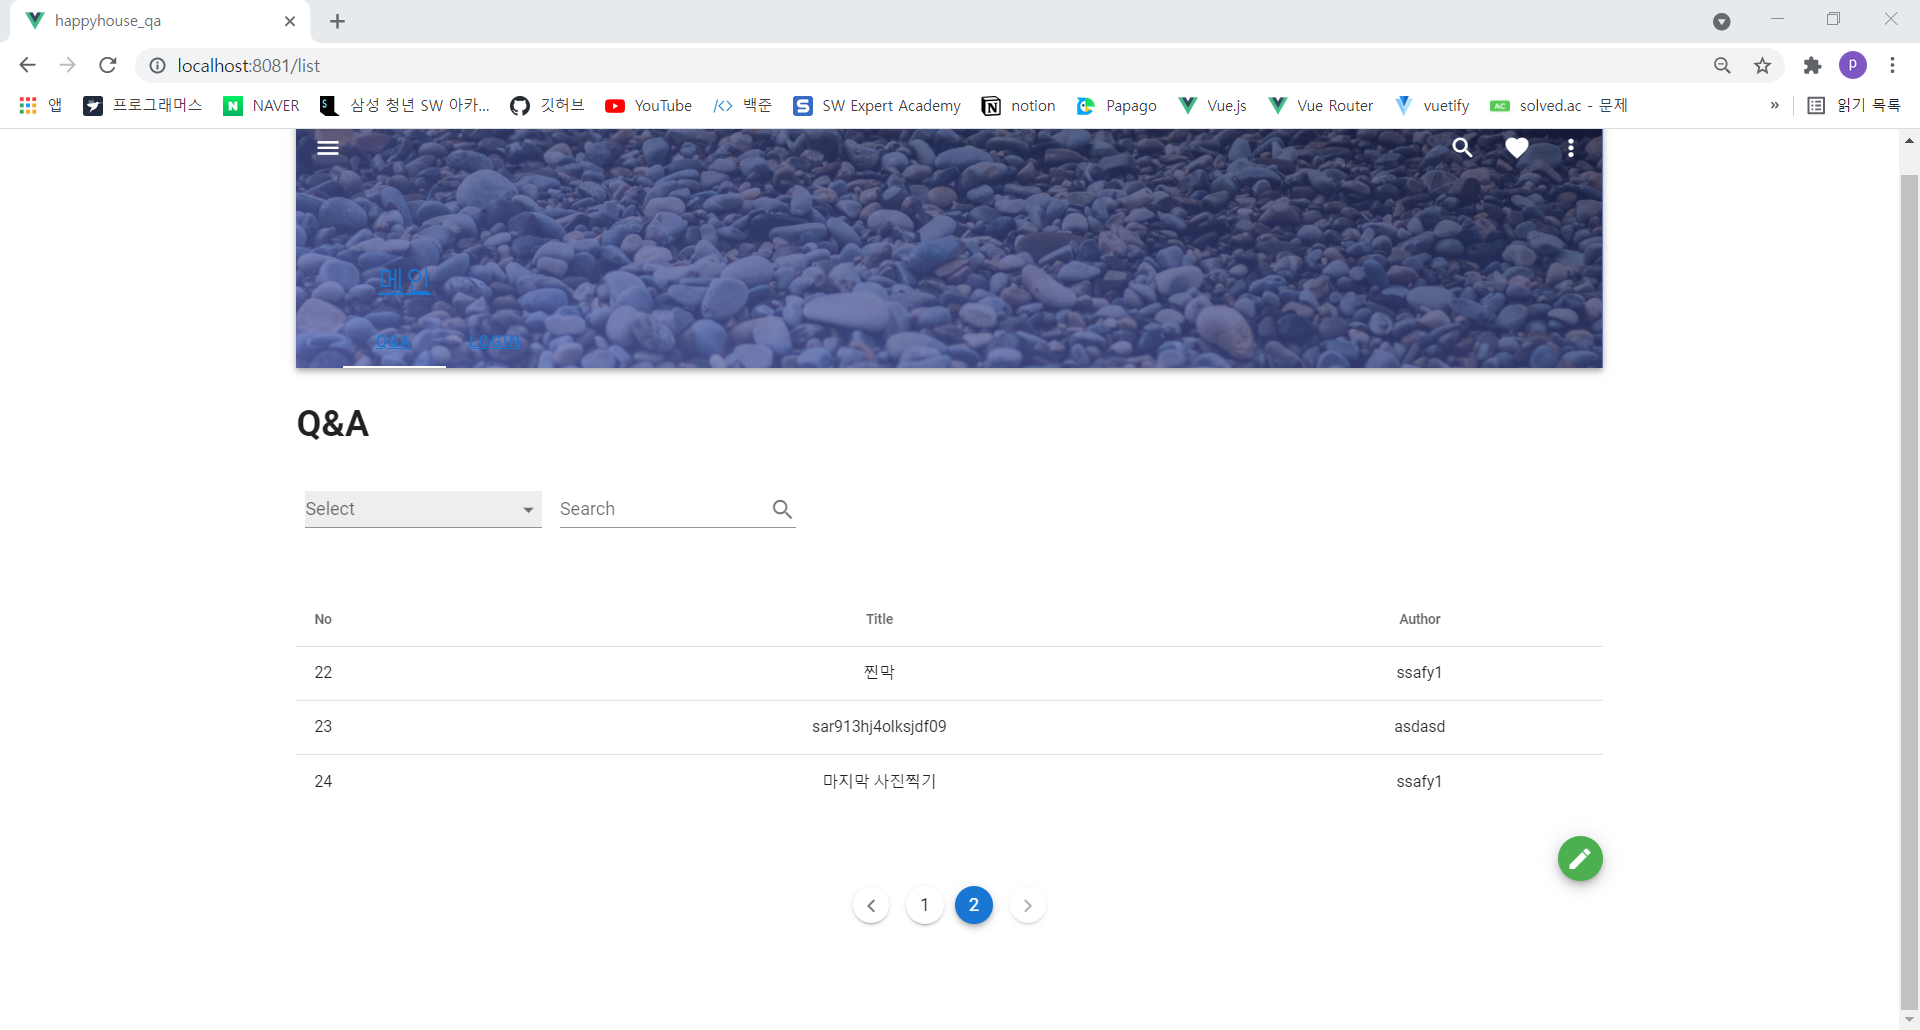 happyhouse_qa
localhost:8081/list
P
앱 프로그래머스 NAVER 삼성 청년 SW 아카... 깃허브 YouTube 백준 SW Expert Academy notion Papago Vue.js Vue Router vuetify solved.ac - 문제 » 읽기 목록
메인
Q&A LOGIN
Q&A
Select Search
No Title Author
22 찐막 ssafy1
23 sar913hj4olksjdf09 asdasd
24 마지막 사진찍기 ssafy1
1 2